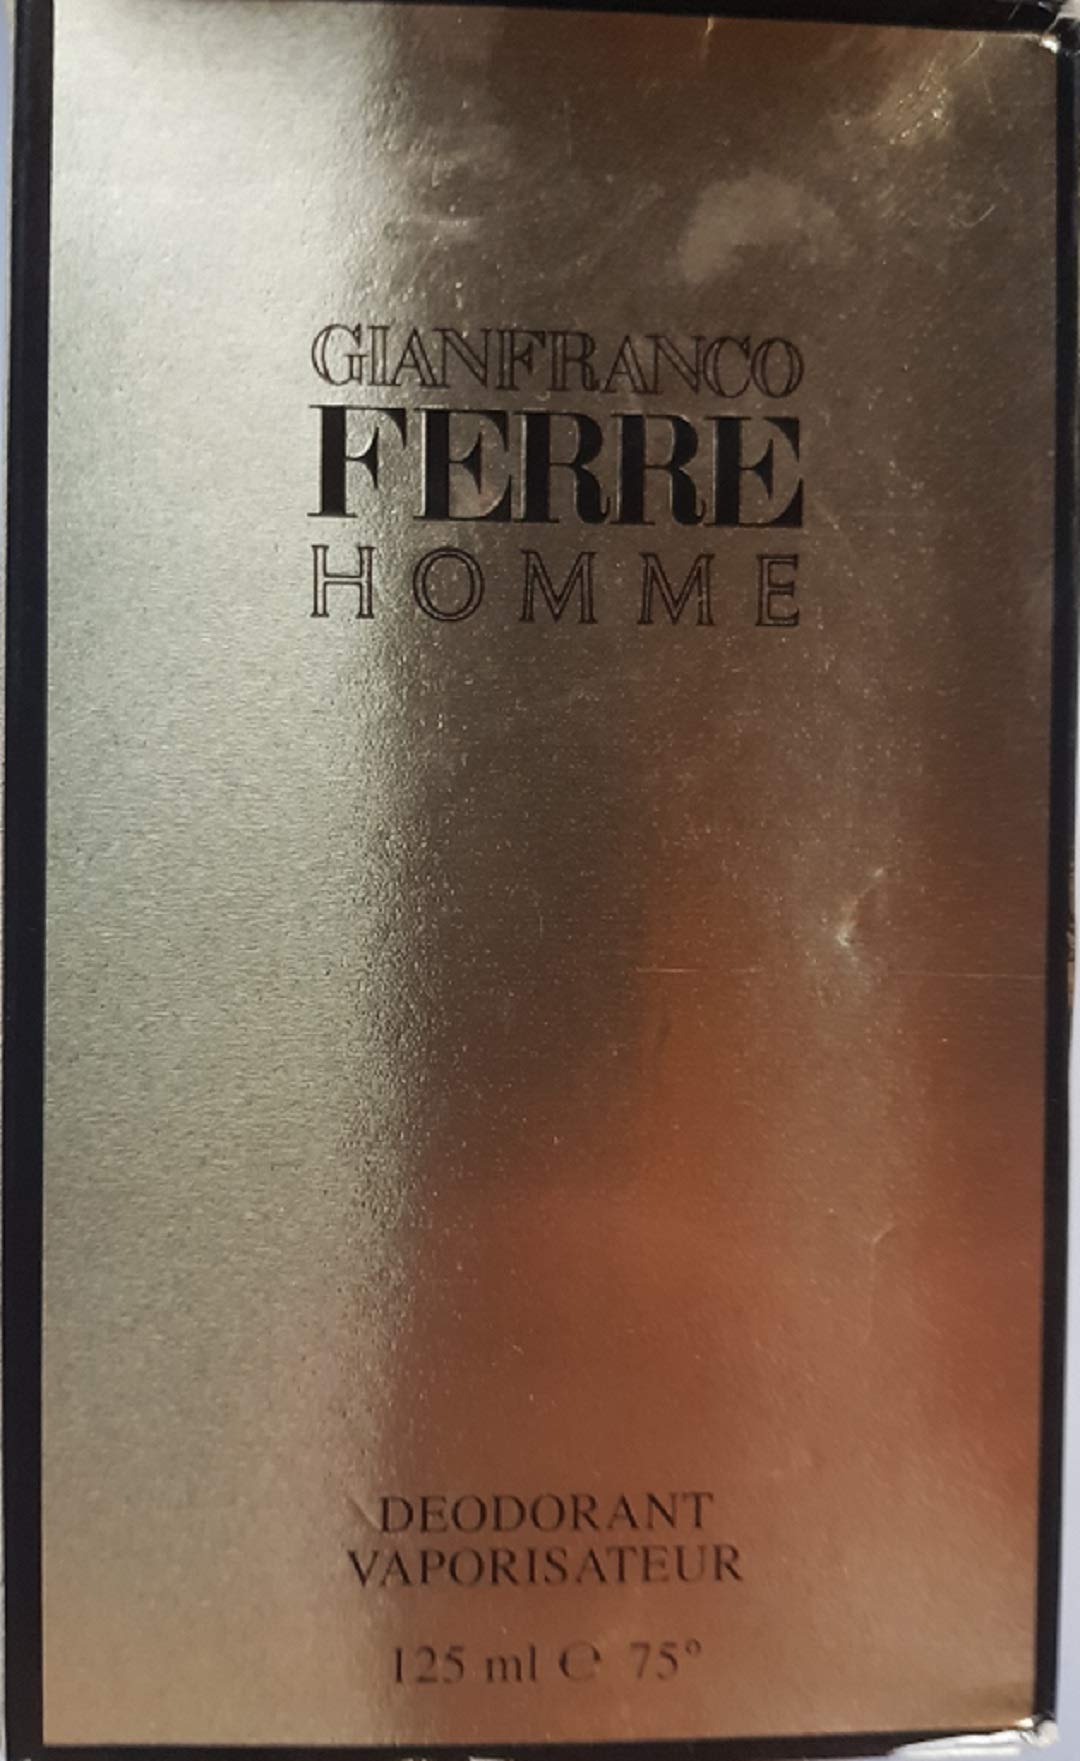 GIANFRANCO
FERRE
HOMME
DEODORANT
VAPORISATEUR
125 ml ℮ 75°